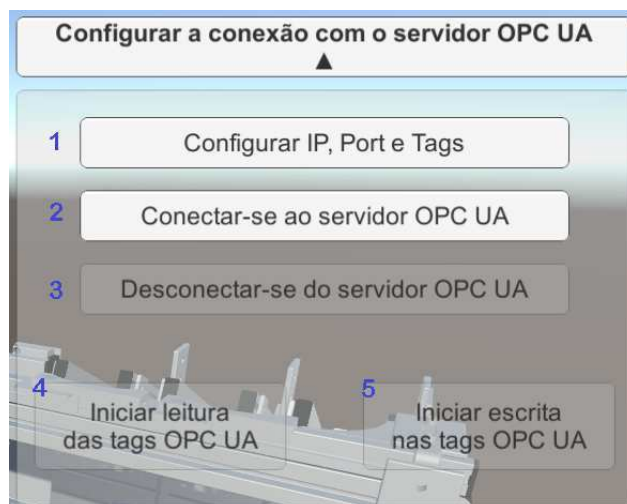 Configurar a conexão com o servidor OPC UA
▲
1 Configurar IP, Port e Tags
2 Conectar-se ao servidor OPC UA
3 Desconectar-se do servidor OPC UA
4
Iniciar leitura
das tags OPC UA
5
Iniciar escrita
nas tags OPC UA